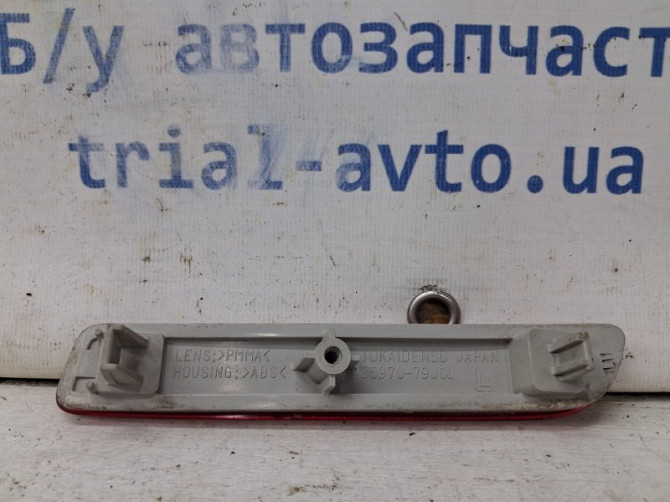 Б/у автозапчаст
trial-avto.ua
LENS:>PMMA<
TOKAIDENSO JAPAN
HOUSING:>ABS<
35970-79J0L
L